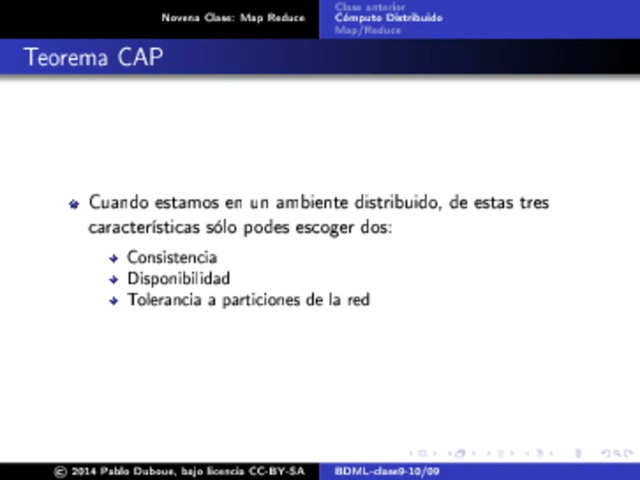 Novena Clase: Map Reduce
Clase anterior
Cómputo Distribuido
Map/Reduce
Teorema CAP
Cuando estamos en un ambiente distribuido, de estas tres
características sólo podes escoger dos:
Consistencia
Disponibilidad
Tolerancia a particiones de la red
© 2014 Pablo Duboue, bajo licencia CC-BY-SA
BDML-clase9-10/09